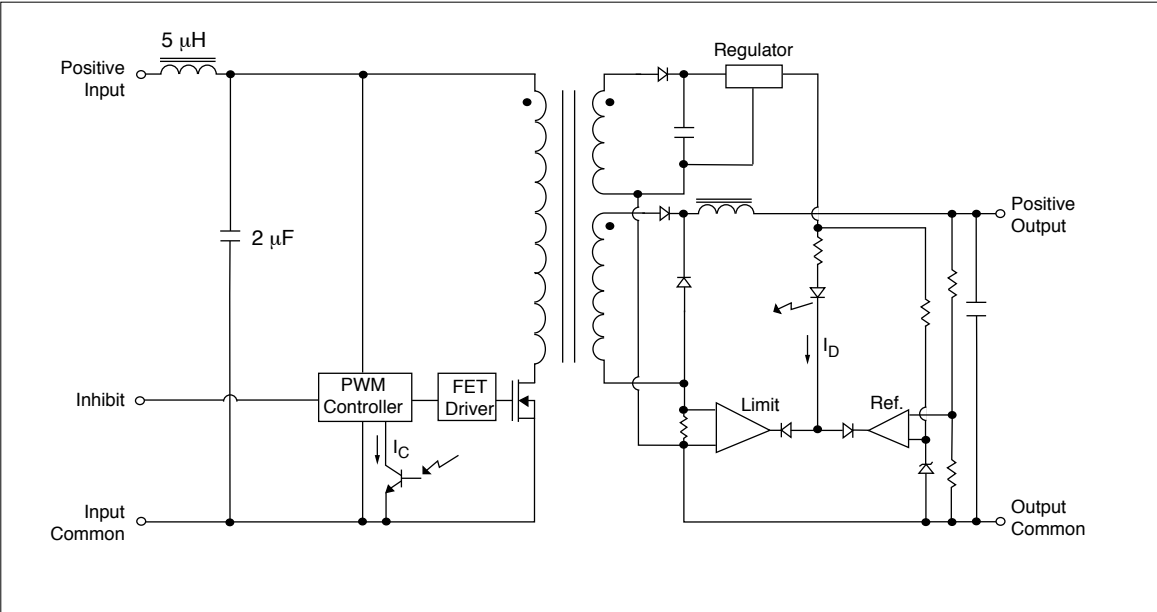 5 μH
Regulator
Positive
Input
Positive
Output
2 μF
I_D
Inhibit
PWM
Controller
FET
Driver
Limit
Ref.
I_C
Input
Common
Output
Common